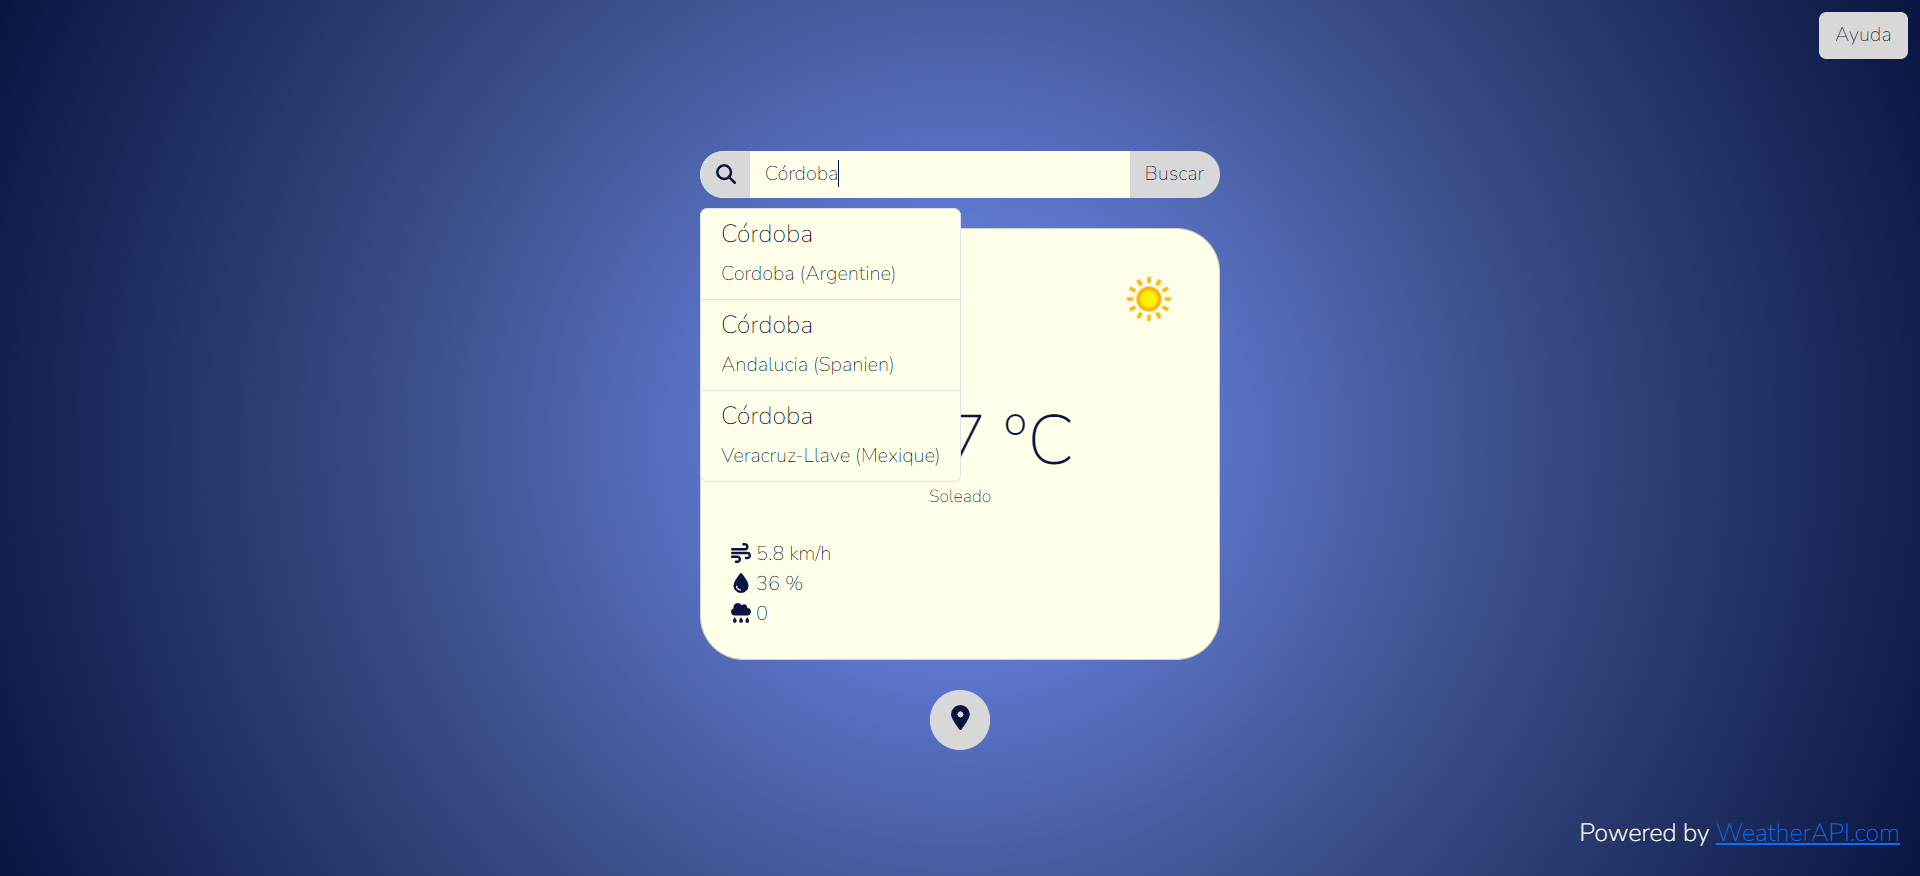 Ayuda
Córdoba
Buscar
Córdoba
Cordoba (Argentine)
Córdoba
Andalucia (Spanien)
Córdoba
Veracruz-Llave (Mexique)
7 ºC
Soleado
5.8 km/h
36 %
0
Powered by WeatherAPI.com